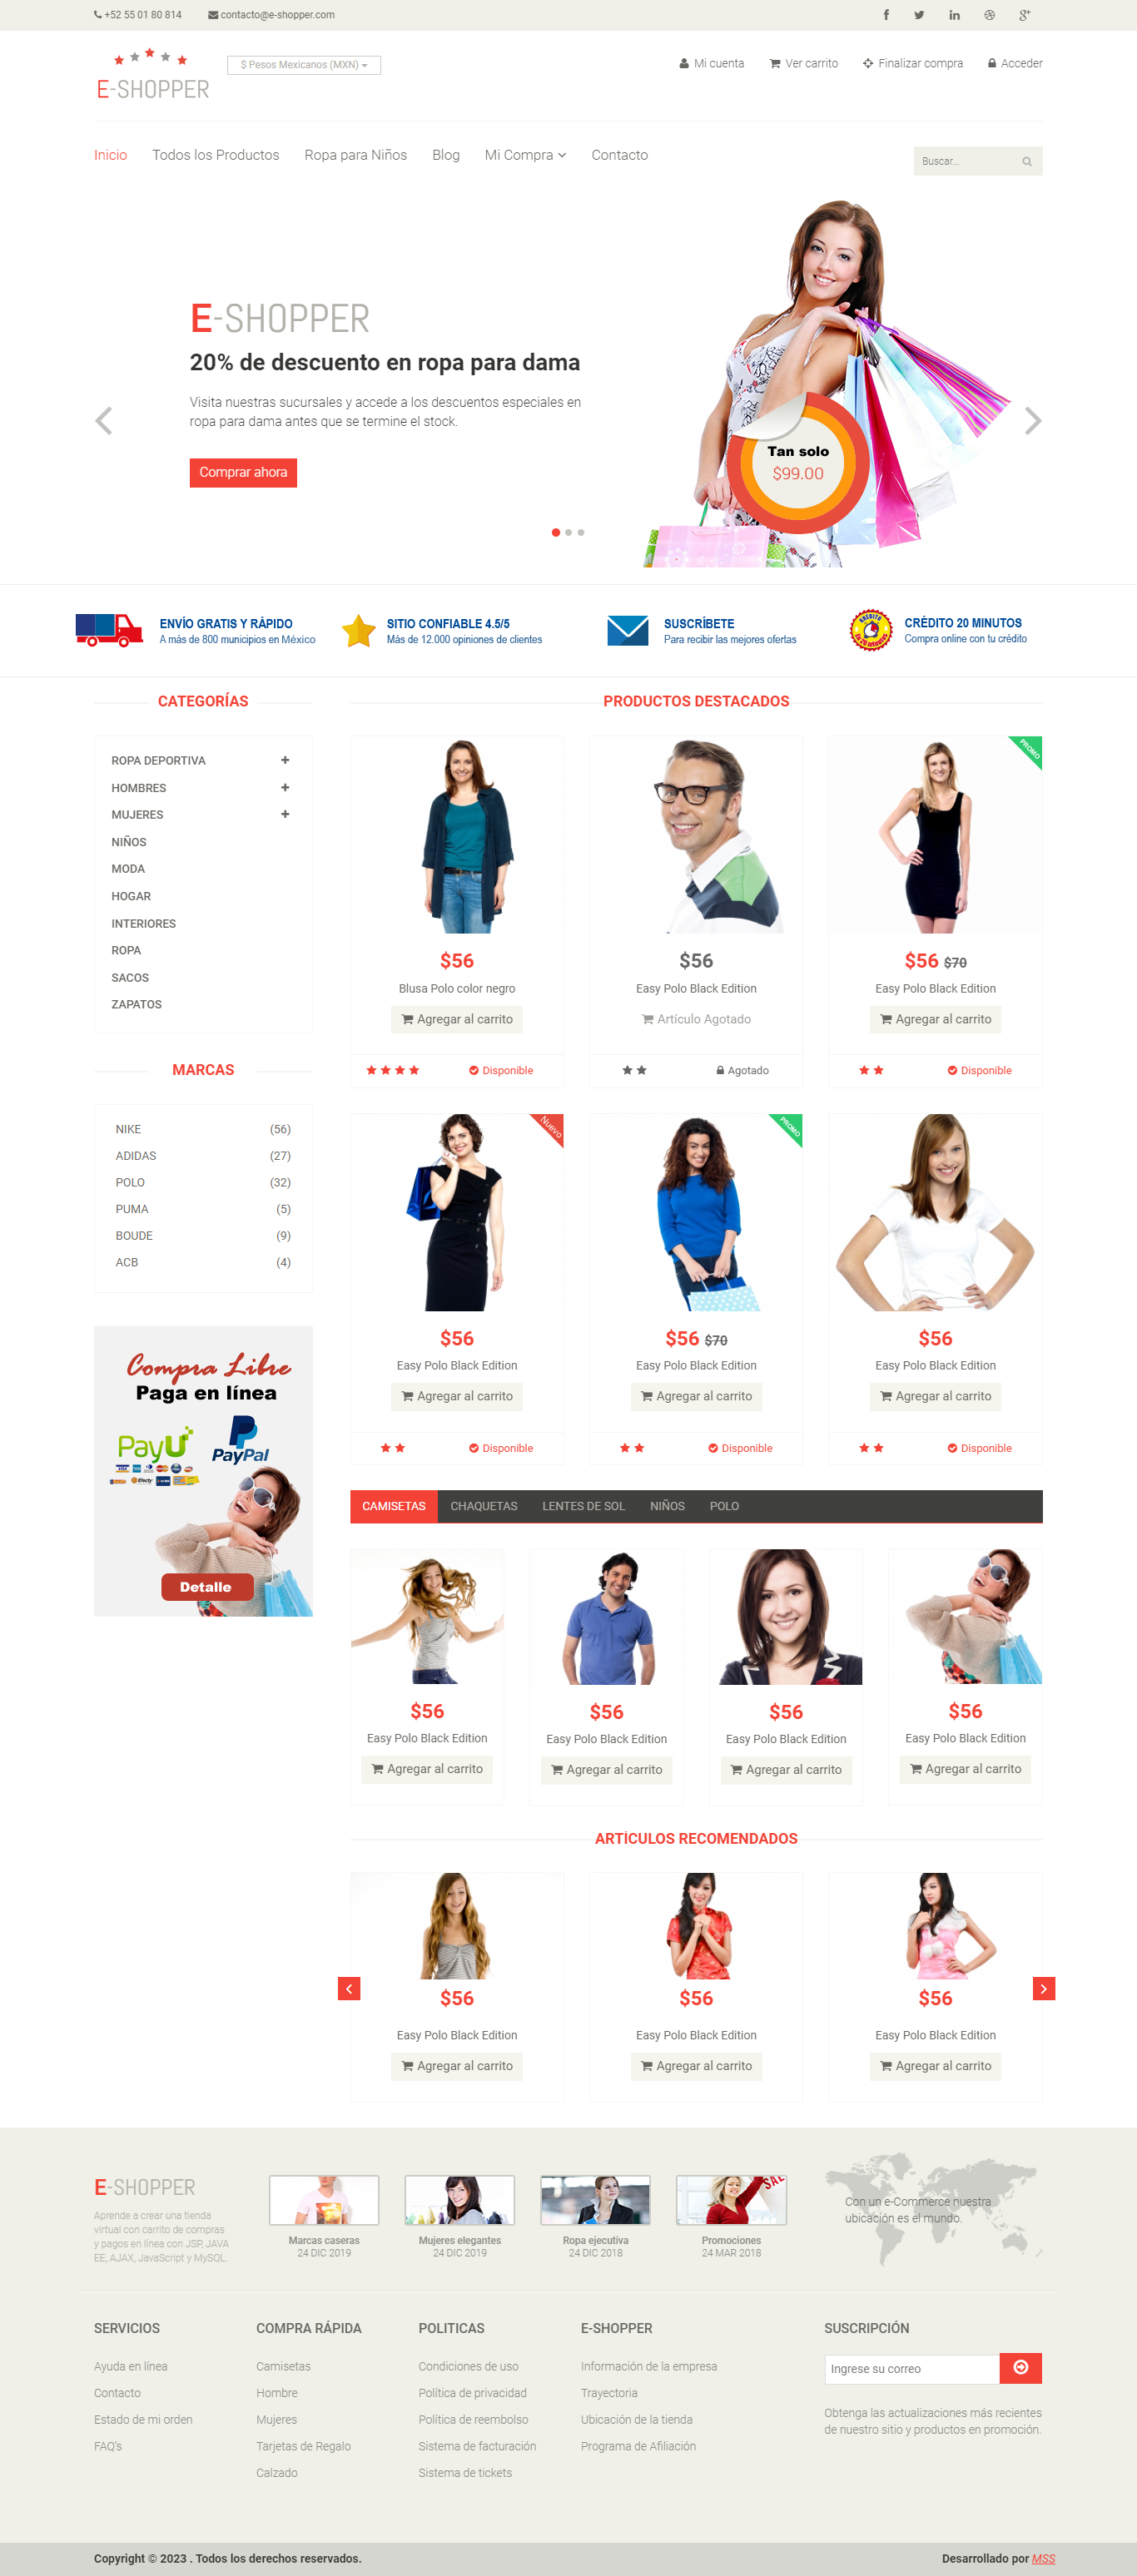 +52 55 01 80 814 contacto@e-shopper.com
E-SHOPPER
$ Pesos Mexicanos (MXN)
Mi cuenta Ver carrito Finalizar compra Acceder
Inicio Todos los Productos Ropa para Niños Blog Mi Compra Contacto
Buscar...
E-SHOPPER
20% de descuento en ropa para dama
Visita nuestras sucursales y accede a los descuentos especiales en
ropa para dama antes que se termine el stock.
Comprar ahora
Tan solo
$99.00
ENVÍO GRATIS Y RÁPIDO
A más de 800 municipios en México
SITIO CONFIABLE 4.5/5
Más de 12.000 opiniones de clientes
SUSCRÍBETE
Para recibir las mejores ofertas
CRÉDITO 20 MINUTOS
Compra online con tu crédito
CATEGORÍAS
ROPA DEPORTIVA
HOMBRES
MUJERES
NIÑOS
MODA
HOGAR
INTERIORES
ROPA
SACOS
ZAPATOS
MARCAS
NIKE (56)
ADIDAS (27)
POLO (32)
PUMA (5)
BOUDE (9)
ACB (4)
Compra Libre
Paga en línea
PayU
PayPal
Detalle
PRODUCTOS DESTACADOS
$56
Blusa Polo color negro
Agregar al carrito
Disponible
$56
Easy Polo Black Edition
Artículo Agotado
Agotado
PROMO
$56 $70
Easy Polo Black Edition
Agregar al carrito
Disponible
Nuevo
$56
Easy Polo Black Edition
Agregar al carrito
Disponible
PROMO
$56 $70
Easy Polo Black Edition
Agregar al carrito
Disponible
$56
Easy Polo Black Edition
Agregar al carrito
Disponible
CAMISETAS CHAQUETAS LENTES DE SOL NIÑOS POLO
$56
Easy Polo Black Edition
Agregar al carrito
$56
Easy Polo Black Edition
Agregar al carrito
$56
Easy Polo Black Edition
Agregar al carrito
$56
Easy Polo Black Edition
Agregar al carrito
ARTÍCULOS RECOMENDADOS
$56
Easy Polo Black Edition
Agregar al carrito
$56
Easy Polo Black Edition
Agregar al carrito
$56
Easy Polo Black Edition
Agregar al carrito
E-SHOPPER
Aprende a crear una tienda
virtual con carrito de compras
y pagos en línea con JSP, JAVA
EE, AJAX, JavaScript y MySQL.
Marcas caseras
24 DIC 2019
Mujeres elegantes
24 DIC 2019
Ropa ejecutiva
24 DIC 2018
SALE
Promociones
24 MAR 2018
Con un e-Commerce nuestra
ubicación es el mundo.
SERVICIOS
Ayuda en línea
Contacto
Estado de mi orden
FAQ's
COMPRA RÁPIDA
Camisetas
Hombre
Mujeres
Tarjetas de Regalo
Calzado
POLITICAS
Condiciones de uso
Política de privacidad
Política de reembolso
Sistema de facturación
Sistema de tickets
E-SHOPPER
Información de la empresa
Trayectoria
Ubicación de la tienda
Programa de Afiliación
SUSCRIPCIÓN
Ingrese su correo
Obtenga las actualizaciones más recientes
de nuestro sitio y productos en promoción.
Copyright © 2023 . Todos los derechos reservados.
Desarrollado por MSS